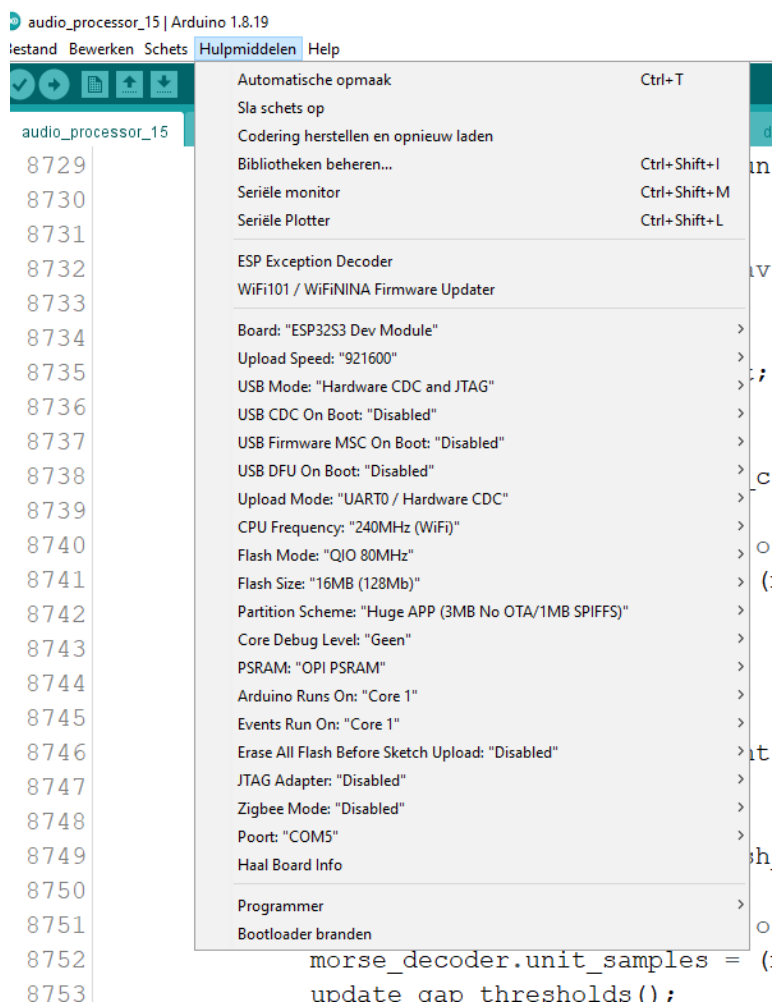 audio_processor_15 | Arduino 1.8.19
Bestand Bewerken Schets Hulpmiddelen Help
audio_processor_15
Automatische opmaak Ctrl+T
Sla schets op
Codering herstellen en opnieuw laden
Bibliotheken beheren... Ctrl+Shift+I
Seriële monitor Ctrl+Shift+M
Seriële Plotter Ctrl+Shift+L
ESP Exception Decoder
WiFi101 / WiFiNINA Firmware Updater
Board: "ESP32S3 Dev Module"
Upload Speed: "921600"
USB Mode: "Hardware CDC and JTAG"
USB CDC On Boot: "Disabled"
USB Firmware MSC On Boot: "Disabled"
USB DFU On Boot: "Disabled"
Upload Mode: "UART0 / Hardware CDC"
CPU Frequency: "240MHz (WiFi)"
Flash Mode: "QIO 80MHz"
Flash Size: "16MB (128Mb)"
Partition Scheme: "Huge APP (3MB No OTA/1MB SPIFFS)"
Core Debug Level: "Geen"
PSRAM: "OPI PSRAM"
Arduino Runs On: "Core 1"
Events Run On: "Core 1"
Erase All Flash Before Sketch Upload: "Disabled"
JTAG Adapter: "Disabled"
Zigbee Mode: "Disabled"
Poort: "COM5"
Haal Board Info
Programmer
Bootloader branden
8729
8730
8731
8732
8733
8734
8735
8736
8737
8738
8739
8740
8741
8742
8743
8744
8745
8746
8747
8748
8749
8750
8751
8752 morse_decoder.unit_samples = (
8753 update_gap_thresholds();